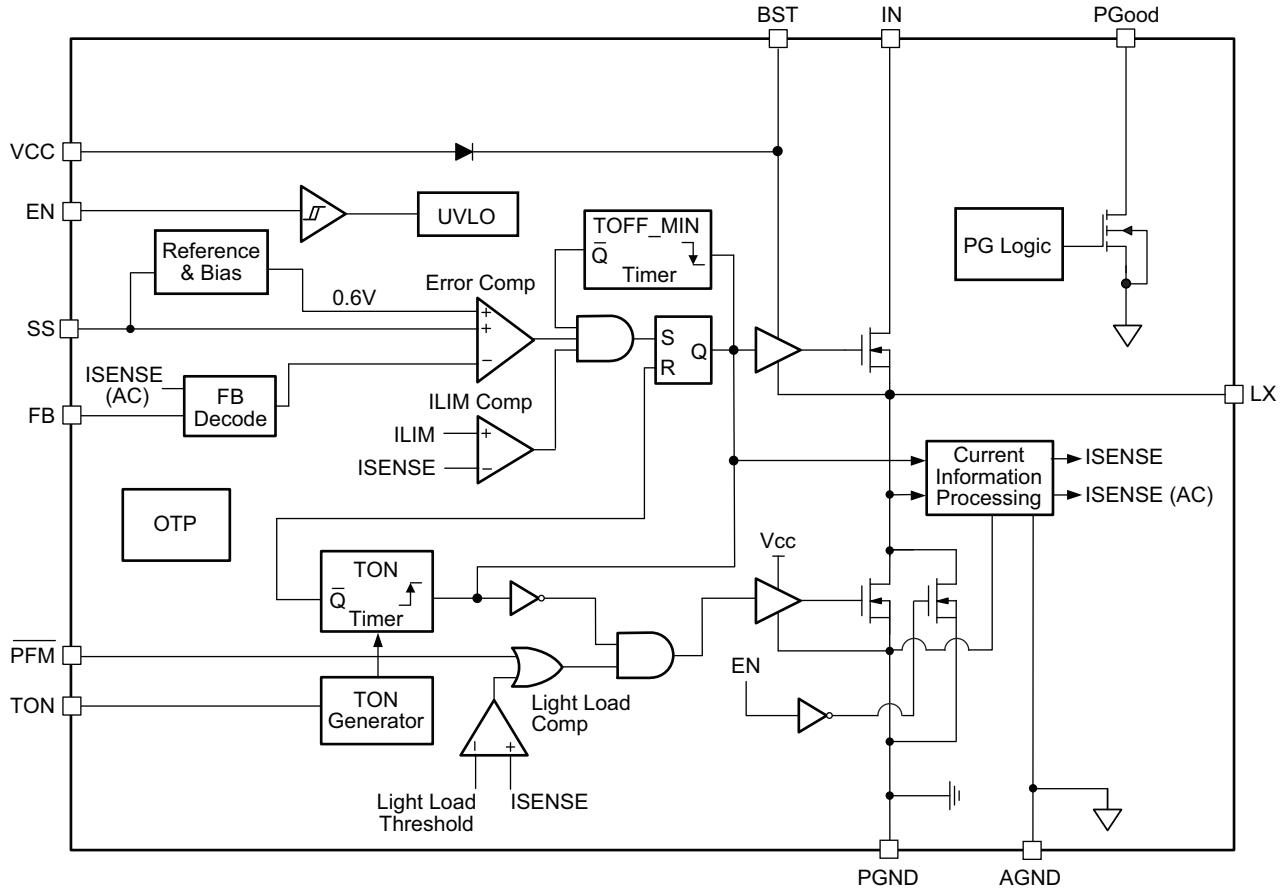 BST
IN
PGood
VCC
EN
UVLO
TOFF_MIN
Q̅
Timer
PG Logic
Reference
& Bias
Error Comp
0.6V
+
+
−
SS
S
R
Q
ISENSE
(AC)
FB
Decode
FB
LX
ILIM Comp
ILIM
+
ISENSE
−
Current
Information
Processing
ISENSE
ISENSE (AC)
OTP
Vcc
TON
Q̅
Timer
P̅F̅M̅
TON
TON
Generator
EN
Light Load
Comp
−
+
Light Load
Threshold
ISENSE
PGND
AGND